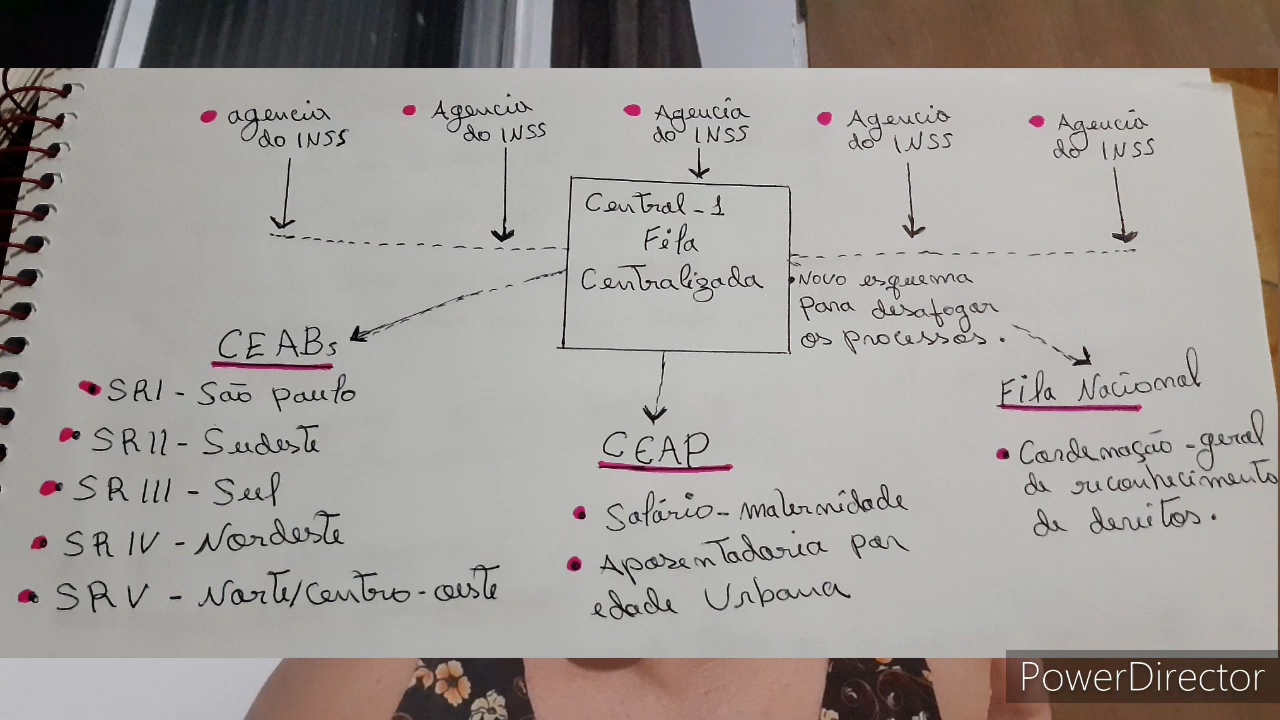 agencia
do INSS
Agencia
do INSS
Agencia
do INSS
Agencia
do INSS
Agencia
do INSS
Central-1
Fila
Centralizada
Novo esquema
para desafogar
os processos.
CEABs
SRI - São paulo
SRII - Sudeste
SRIII - Sul
SRIV - Nordeste
SRV - Norte/Centro-oeste
CEAP
Salário-maternidade
Aposentadoria por
edade Urbana
Fila Nacional
Cordenação-geral
de reconhecimento
de direitos.
PowerDirector